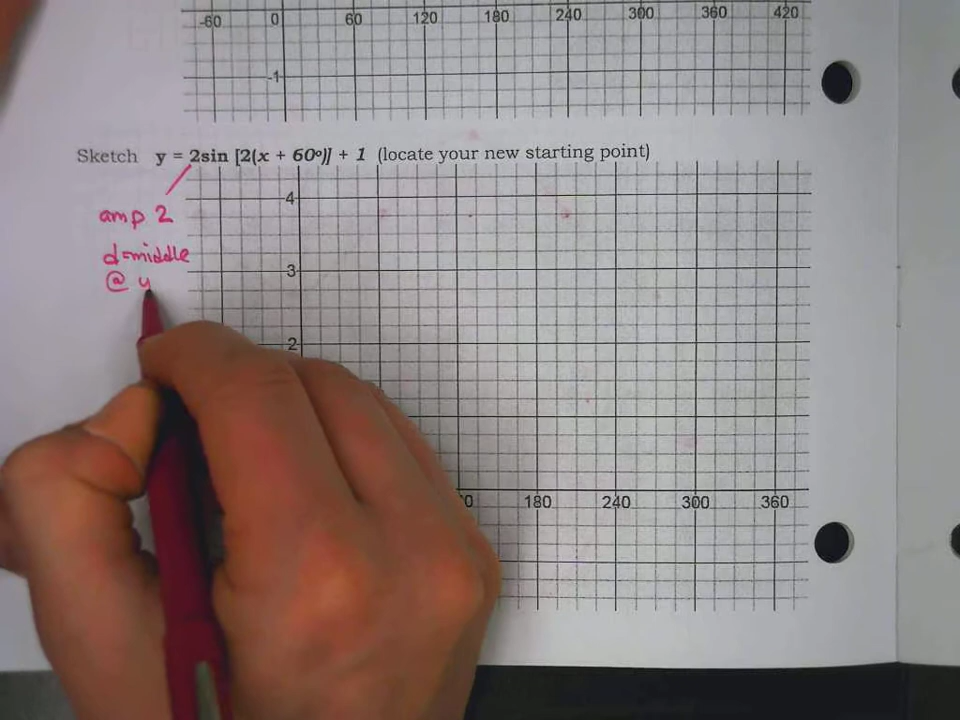 -60 0 60 120 180 240 300 360 420
-1
Sketch y = 2sin [2(x + 60º)] + 1 (locate your new starting point)
4
amp 2
d=middle
3
@ y
2
180 240 300 360